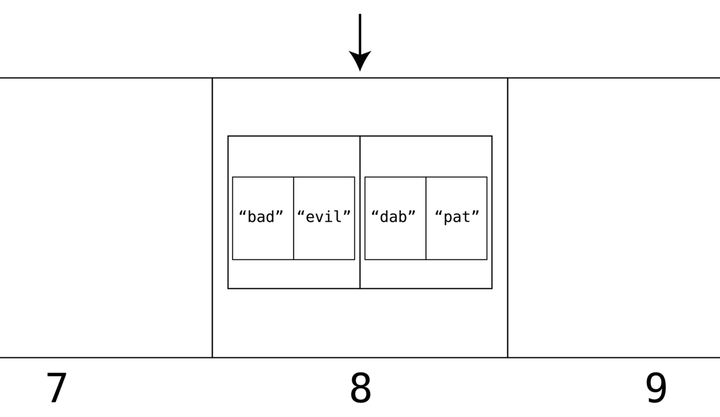 “bad” “evil” “dab” “pat”
7 8 9